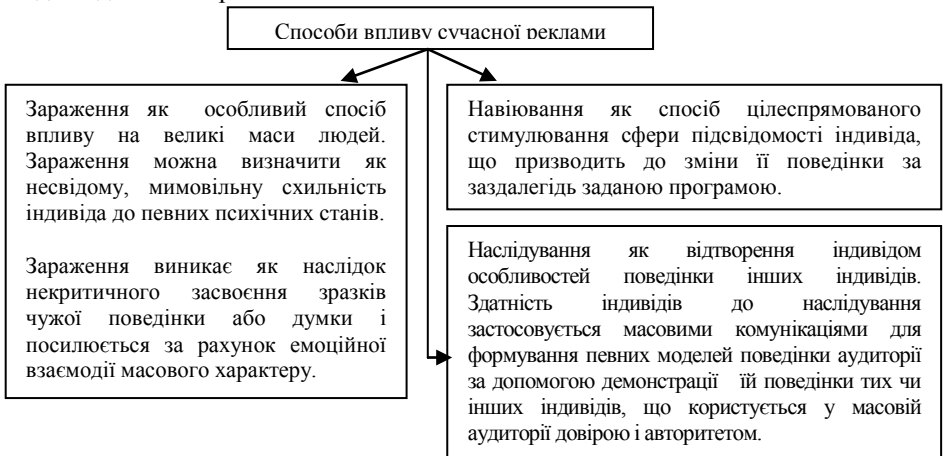 Способи впливу сучасної реклами
Зараження як особливий спосіб
впливу на великі маси людей.
Зараження можна визначити як
несвідому, мимовільну схильність
індивіда до певних психічних станів.
Зараження виникає як наслідок
некритичного засвоєння зразків
чужої поведінки або думки і
посилюється за рахунок емоційної
взаємодії масового характеру.
Навіювання як спосіб цілеспрямованого
стимулювання сфери підсвідомості індивіда,
що призводить до зміни її поведінки за
заздалегідь заданою програмою.
Наслідування як відтворення індивідом
особливостей поведінки інших індивідів.
Здатність індивідів до наслідування
застосовується масовими комунікаціями для
формування певних моделей поведінки аудиторії
за допомогою демонстрації їй поведінки тих чи
інших індивідів, що користується у масовій
аудиторії довірою і авторитетом.